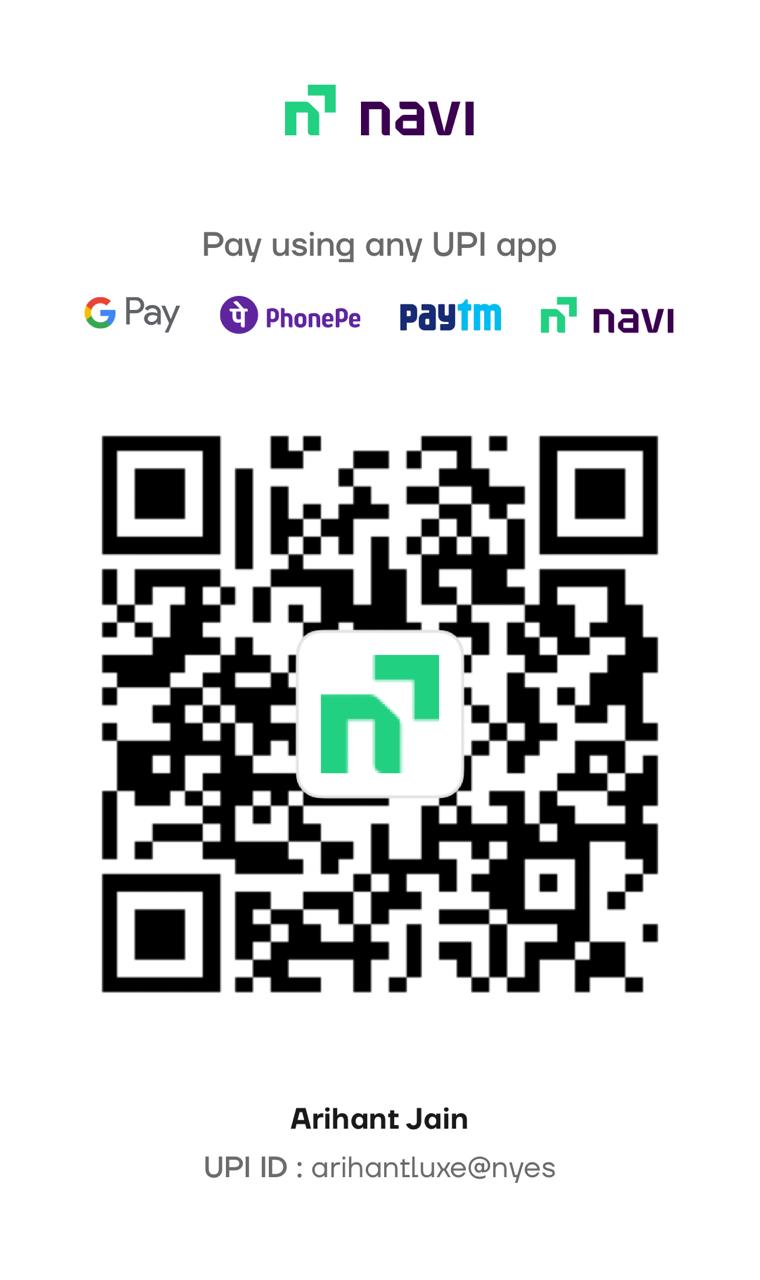 navi
Pay using any UPI app
G Pay पे PhonePe paytm navi
Arihant Jain
UPI ID : arihantluxe@nyes